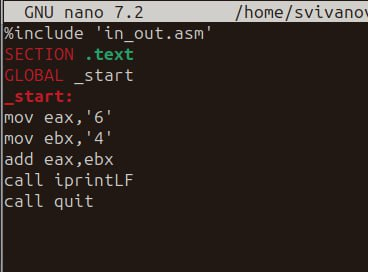 GNU nano 7.2 /home/svivanov
%include 'in_out.asm'
SECTION .text
GLOBAL _start
_start:
mov eax,'6'
mov ebx,'4'
add eax,ebx
call iprintLF
call quit